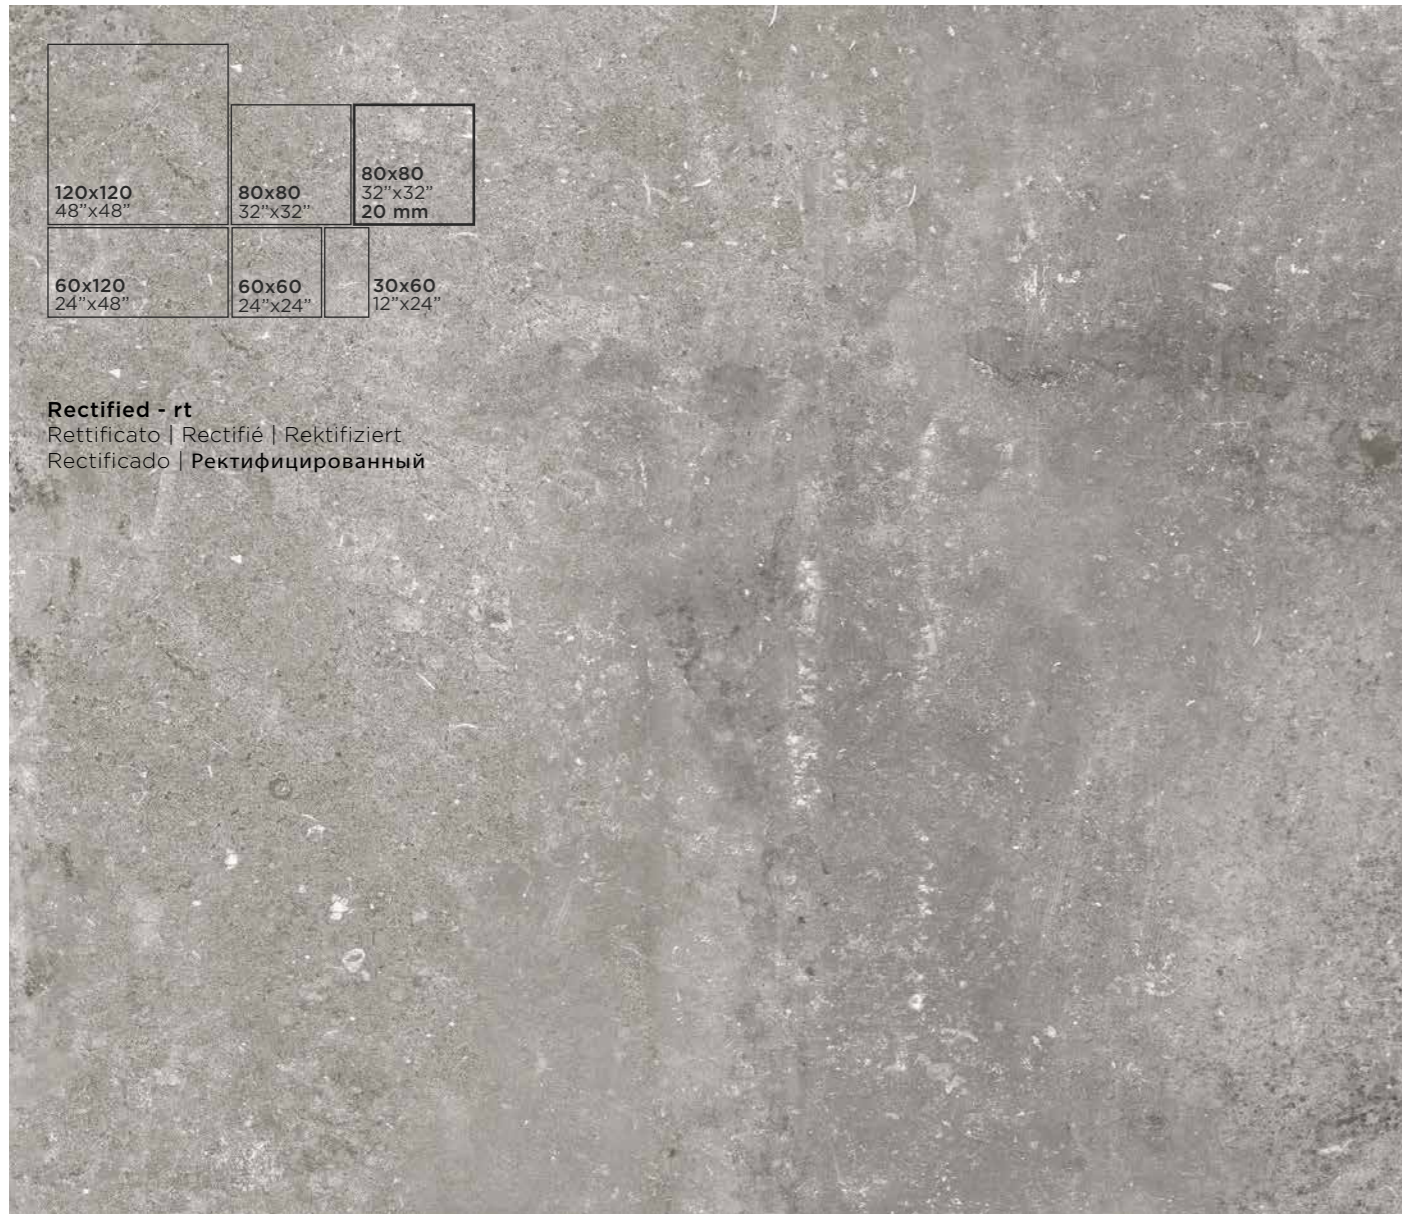 120x120
48”x48”
80x80
32”x32”
80x80
32”x32”
20 mm
60x120
24”x48”
60x60
24”x24”
30x60
12”x24”
Rectified - rt
Rettificato | Rectifié | Rektifiziert
Rectificado | Ректифицированный